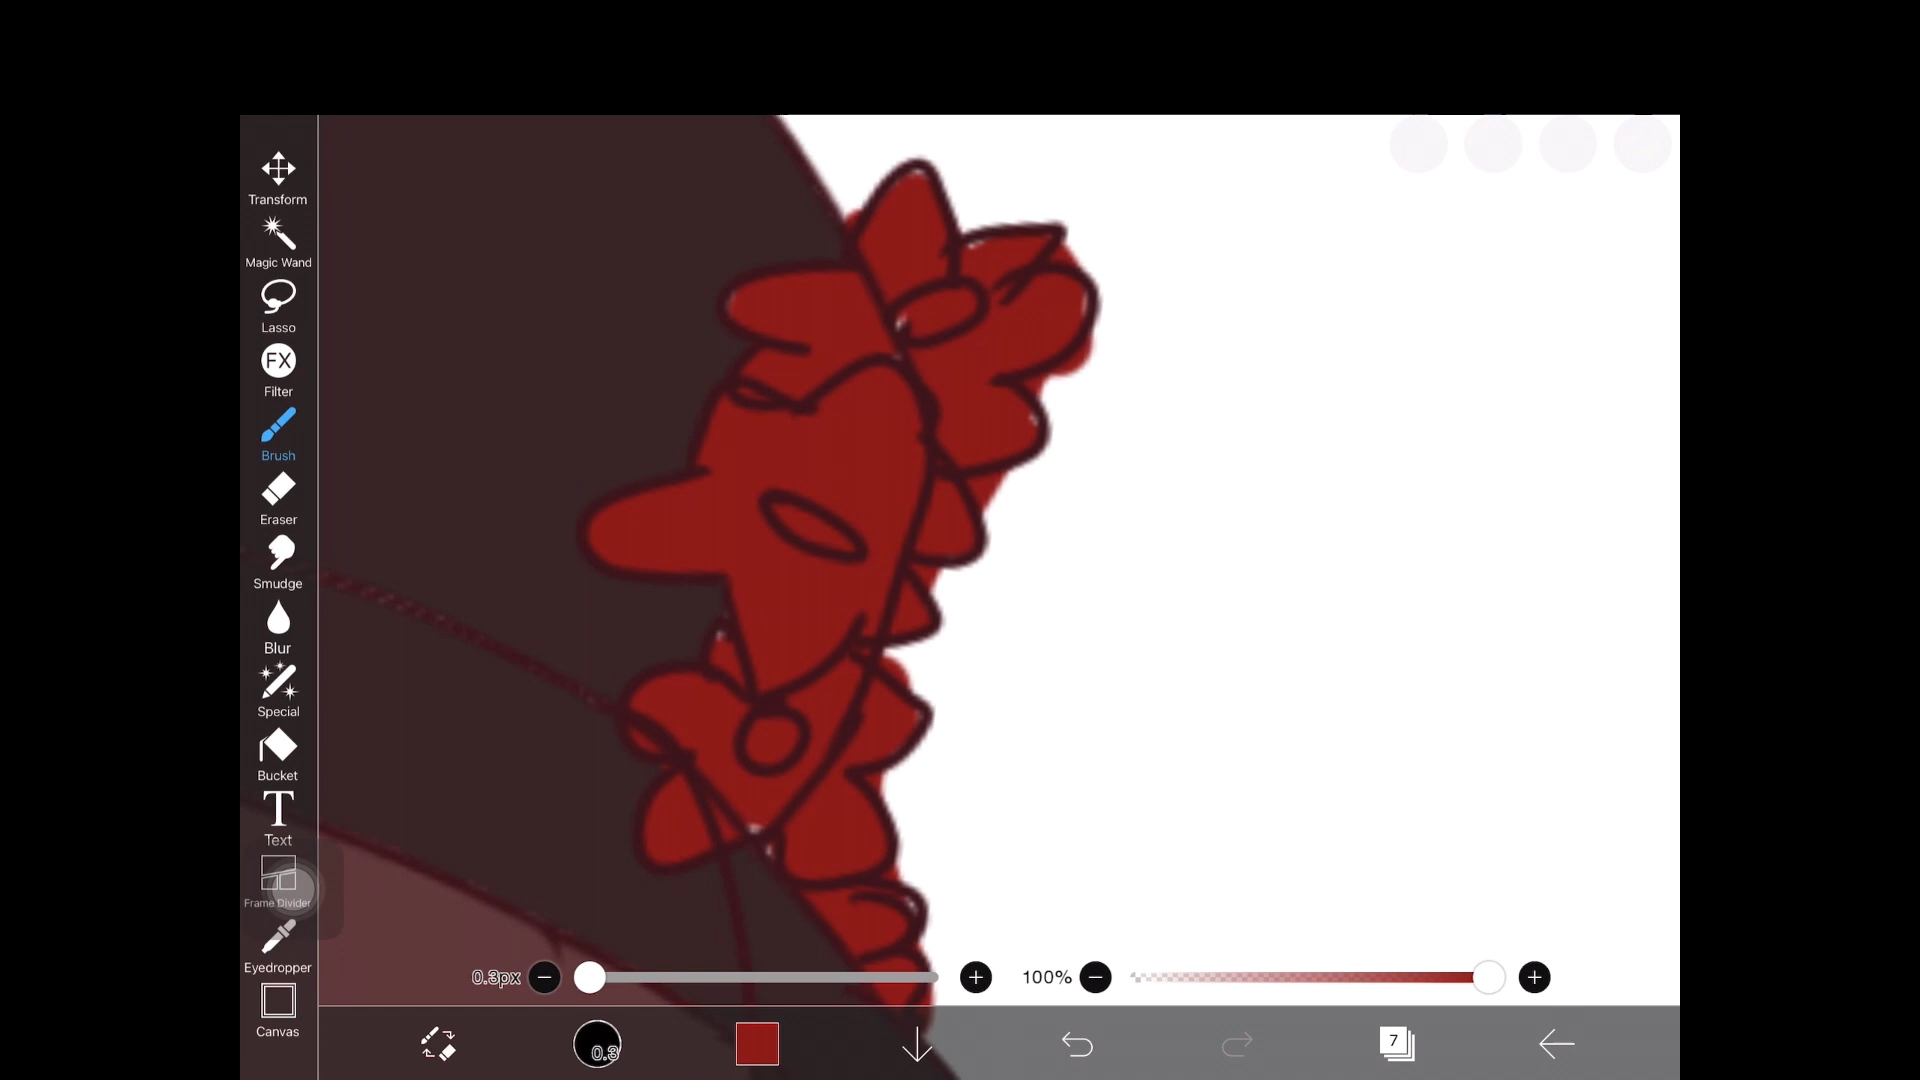 Transform
Magic Wand
Lasso
FX
Filter
Brush
Eraser
Smudge
Blur
Special
Bucket
T
Text
Frame Divider
Eyedropper
Canvas
0.3px
100%
0.3
7